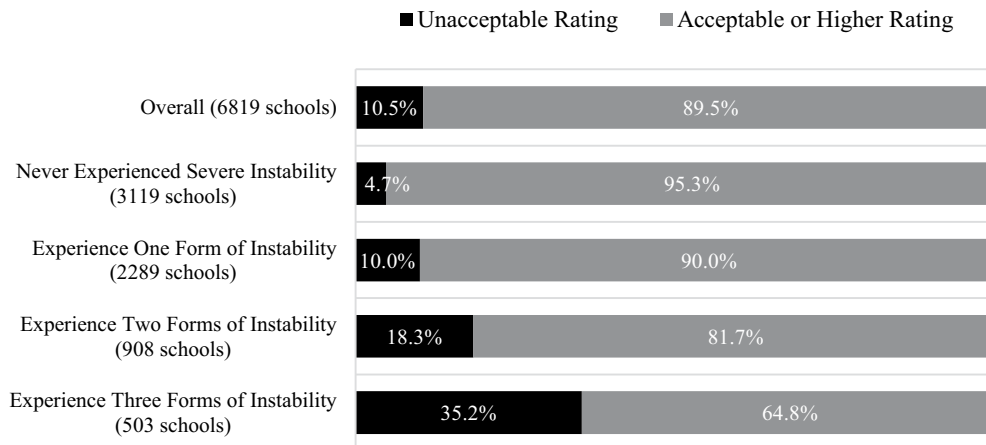 Unacceptable Rating Acceptable or Higher Rating
Overall (6819 schools) 10.5% 89.5%
Never Experienced Severe Instability
(3119 schools) 4.7% 95.3%
Experience One Form of Instability
(2289 schools) 10.0% 90.0%
Experience Two Forms of Instability
(908 schools) 18.3% 81.7%
Experience Three Forms of Instability
(503 schools) 35.2% 64.8%